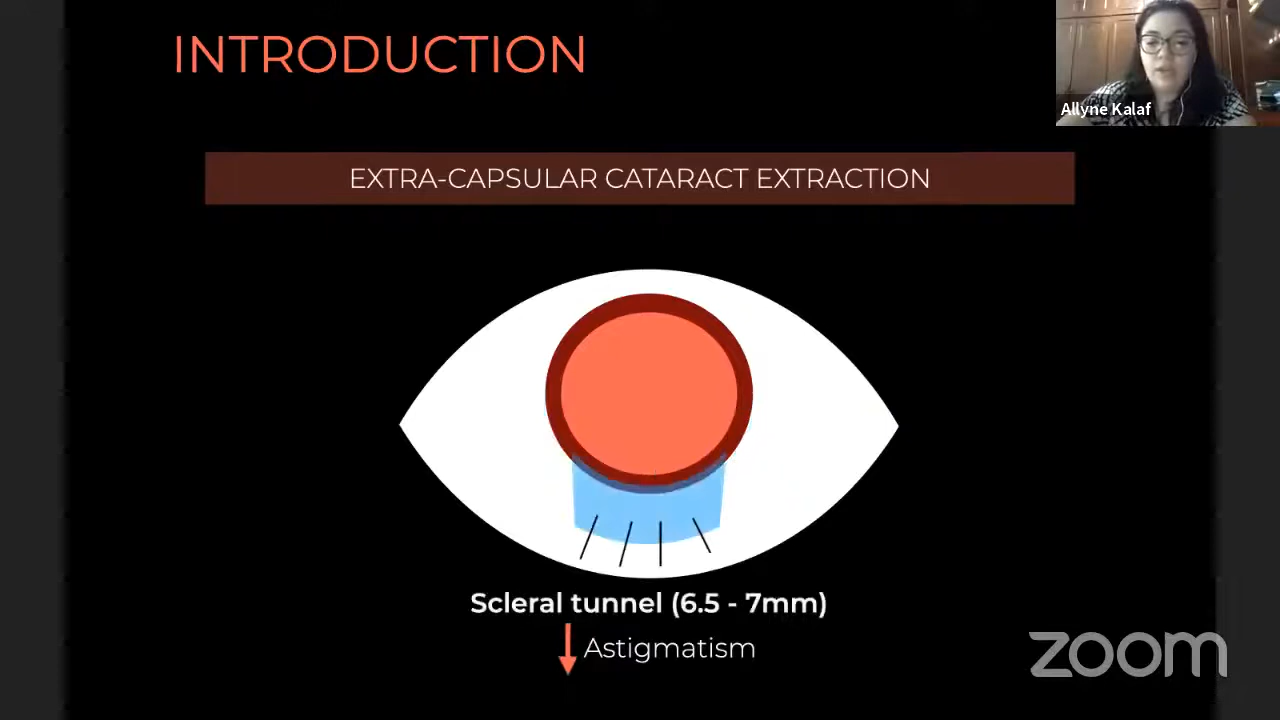 INTRODUCTION
Allyne Kalaf
EXTRA-CAPSULAR CATARACT EXTRACTION
Scleral tunnel (6.5 - 7mm)
Astigmatism
zoom